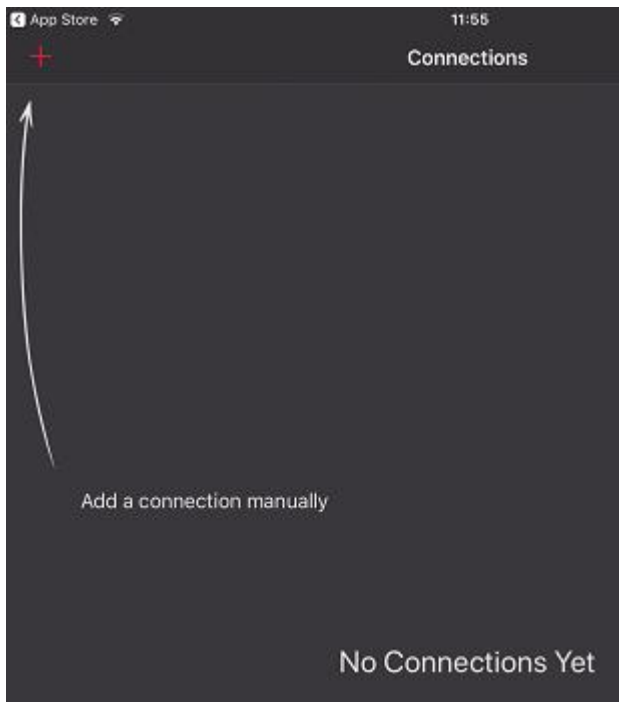 App Store
11:55
Connections
Add a connection manually
No Connections Yet